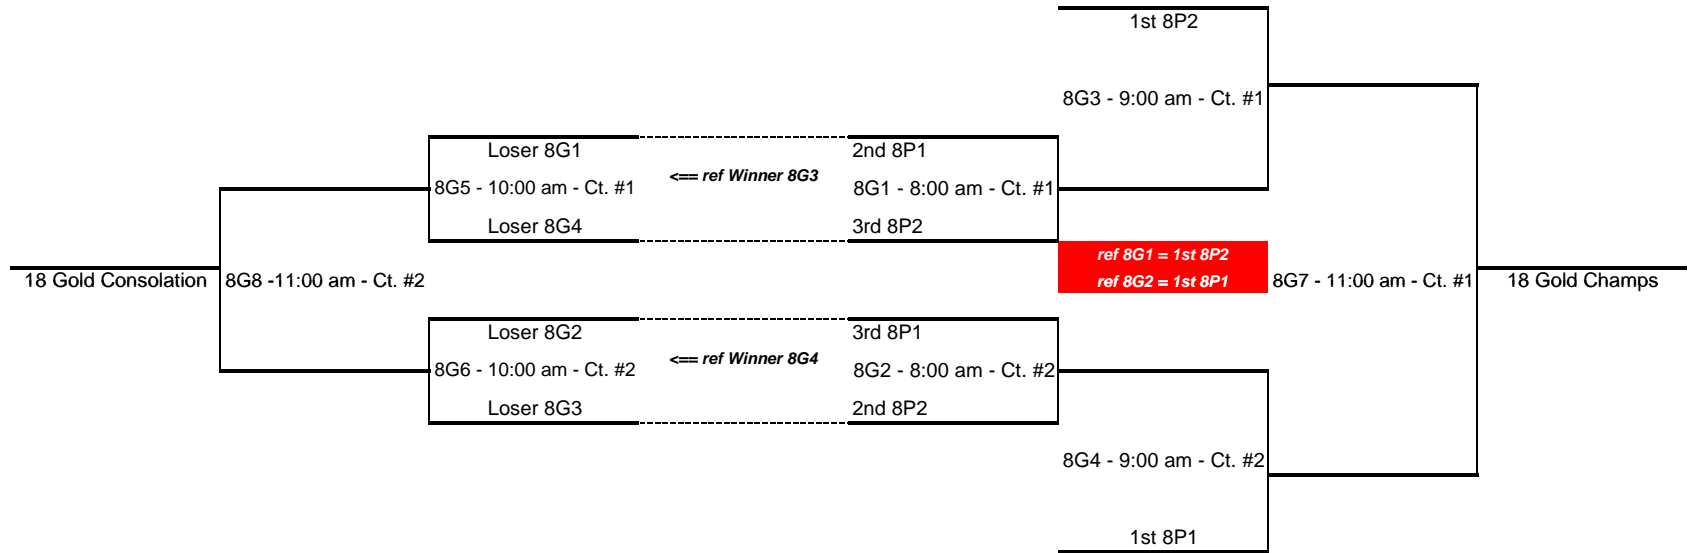 1st 8P2
8G3 - 9:00 am - Ct. #1
Loser 8G1
2nd 8P1
<== ref Winner 8G3
8G5 - 10:00 am - Ct. #1
8G1 - 8:00 am - Ct. #1
Loser 8G4
3rd 8P2
ref 8G1 = 1st 8P2
18 Gold Consolation
8G8 -11:00 am - Ct. #2
ref 8G2 = 1st 8P1
8G7 - 11:00 am - Ct. #1
18 Gold Champs
Loser 8G2
3rd 8P1
<== ref Winner 8G4
8G6 - 10:00 am - Ct. #2
8G2 - 8:00 am - Ct. #2
Loser 8G3
2nd 8P2
8G4 - 9:00 am - Ct. #2
1st 8P1